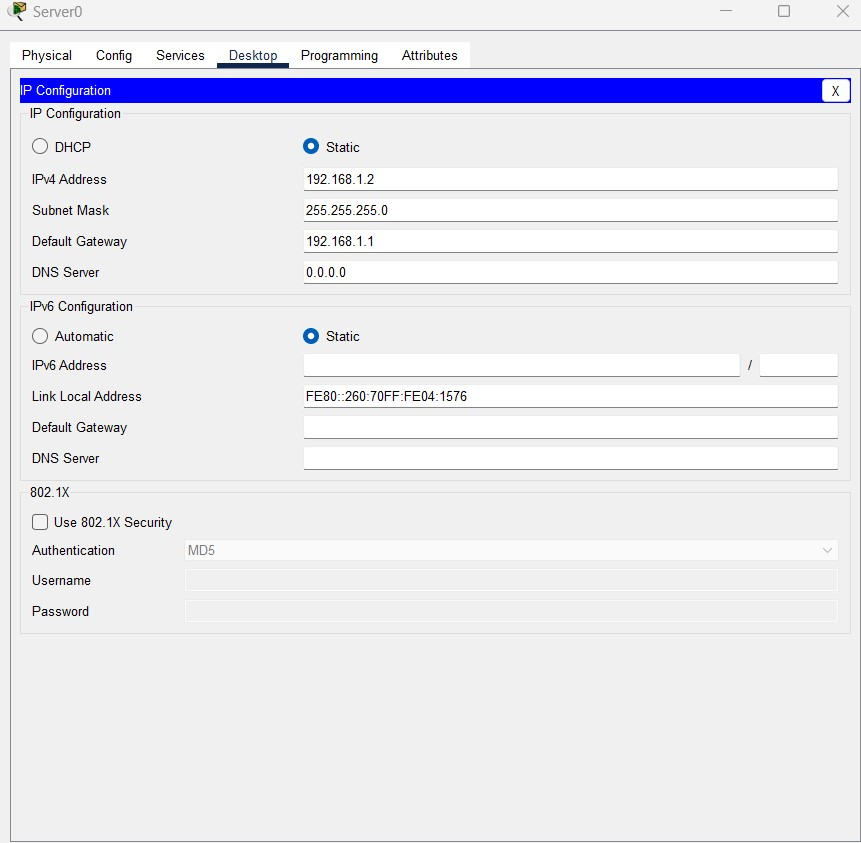 Server0
Physical Config Services Desktop Programming Attributes
IP Configuration X
IP Configuration
DHCP Static
IPv4 Address 192.168.1.2
Subnet Mask 255.255.255.0
Default Gateway 192.168.1.1
DNS Server 0.0.0.0
IPv6 Configuration
Automatic Static
IPv6 Address /
Link Local Address FE80::260:70FF:FE04:1576
Default Gateway
DNS Server
802.1X
Use 802.1X Security
Authentication MD5
Username
Password